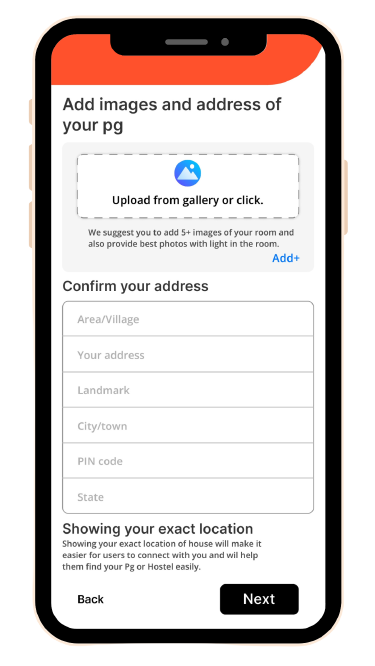 Add images and address of
your pg
Upload from gallery or click.
We suggest you to add 5+ images of your room and
also provide best photos with light in the room.
Add+
Confirm your address
Area/Village
Your address
Landmark
City/town
PIN code
State
Showing your exact location
Showing your exact location of house will make it
easier for users to connect with you and wil help
them find your Pg or Hostel easily.
Back
Next